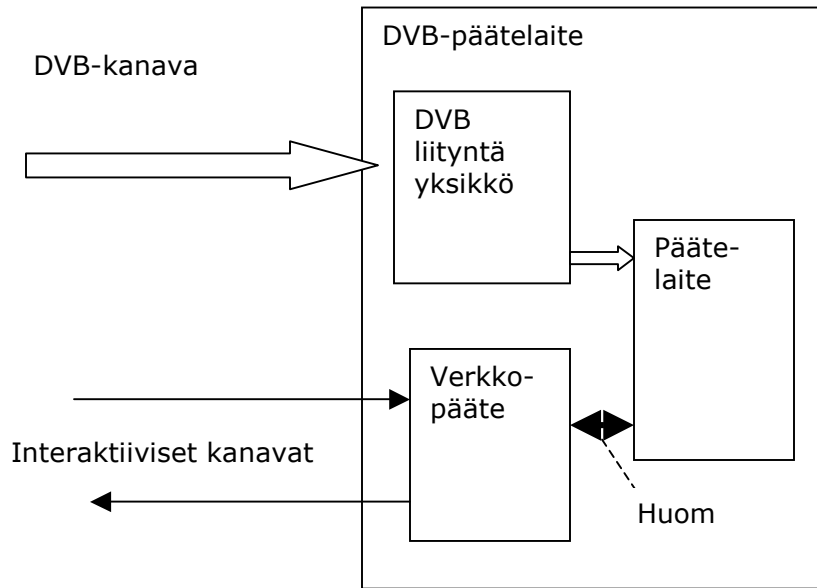 DVB-päätelaite
DVB-kanava
DVB
liityntä
yksikkö
Pääte-
laite
Verkko-
pääte
Interaktiiviset kanavat
Huom